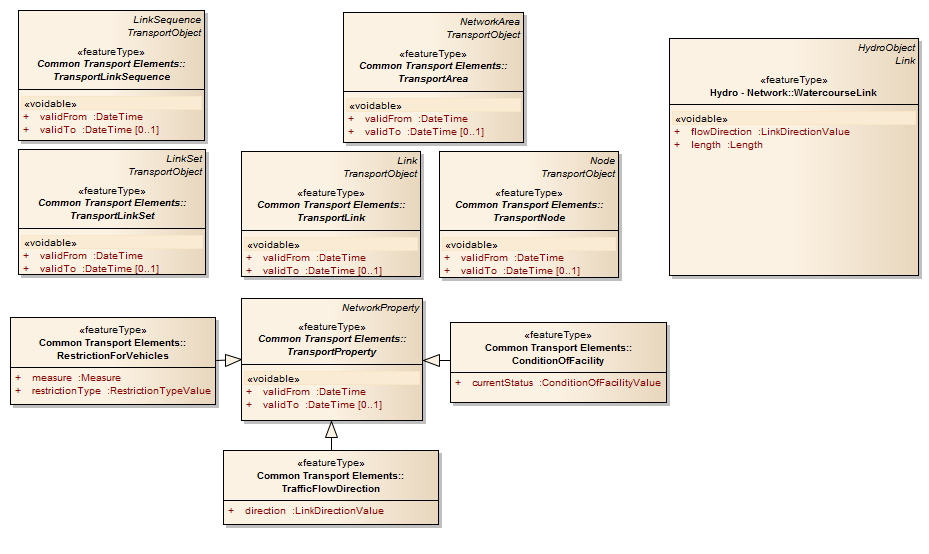 LinkSequence
TransportObject
«featureType»
Common Transport Elements::
TransportLinkSequence
«voidable»
+ validFrom :DateTime
+ validTo :DateTime [0..1]
NetworkArea
TransportObject
«featureType»
Common Transport Elements::
TransportArea
«voidable»
+ validFrom :DateTime
+ validTo :DateTime [0..1]
HydroObject
Link
«featureType»
Hydro - Network::WatercourseLink
«voidable»
+ flowDirection :LinkDirectionValue
+ length :Length
LinkSet
TransportObject
«featureType»
Common Transport Elements::
TransportLinkSet
«voidable»
+ validFrom :DateTime
+ validTo :DateTime [0..1]
Link
TransportObject
«featureType»
Common Transport Elements::
TransportLink
«voidable»
+ validFrom :DateTime
+ validTo :DateTime [0..1]
Node
TransportObject
«featureType»
Common Transport Elements::
TransportNode
«voidable»
+ validFrom :DateTime
+ validTo :DateTime [0..1]
«featureType»
Common Transport Elements::
RestrictionForVehicles
+ measure :Measure
+ restrictionType :RestrictionTypeValue
NetworkProperty
«featureType»
Common Transport Elements::
TransportProperty
«voidable»
+ validFrom :DateTime
+ validTo :DateTime [0..1]
«featureType»
Common Transport Elements::
ConditionOfFacility
+ currentStatus :ConditionOfFacilityValue
«featureType»
Common Transport Elements::
TrafficFlowDirection
+ direction :LinkDirectionValue